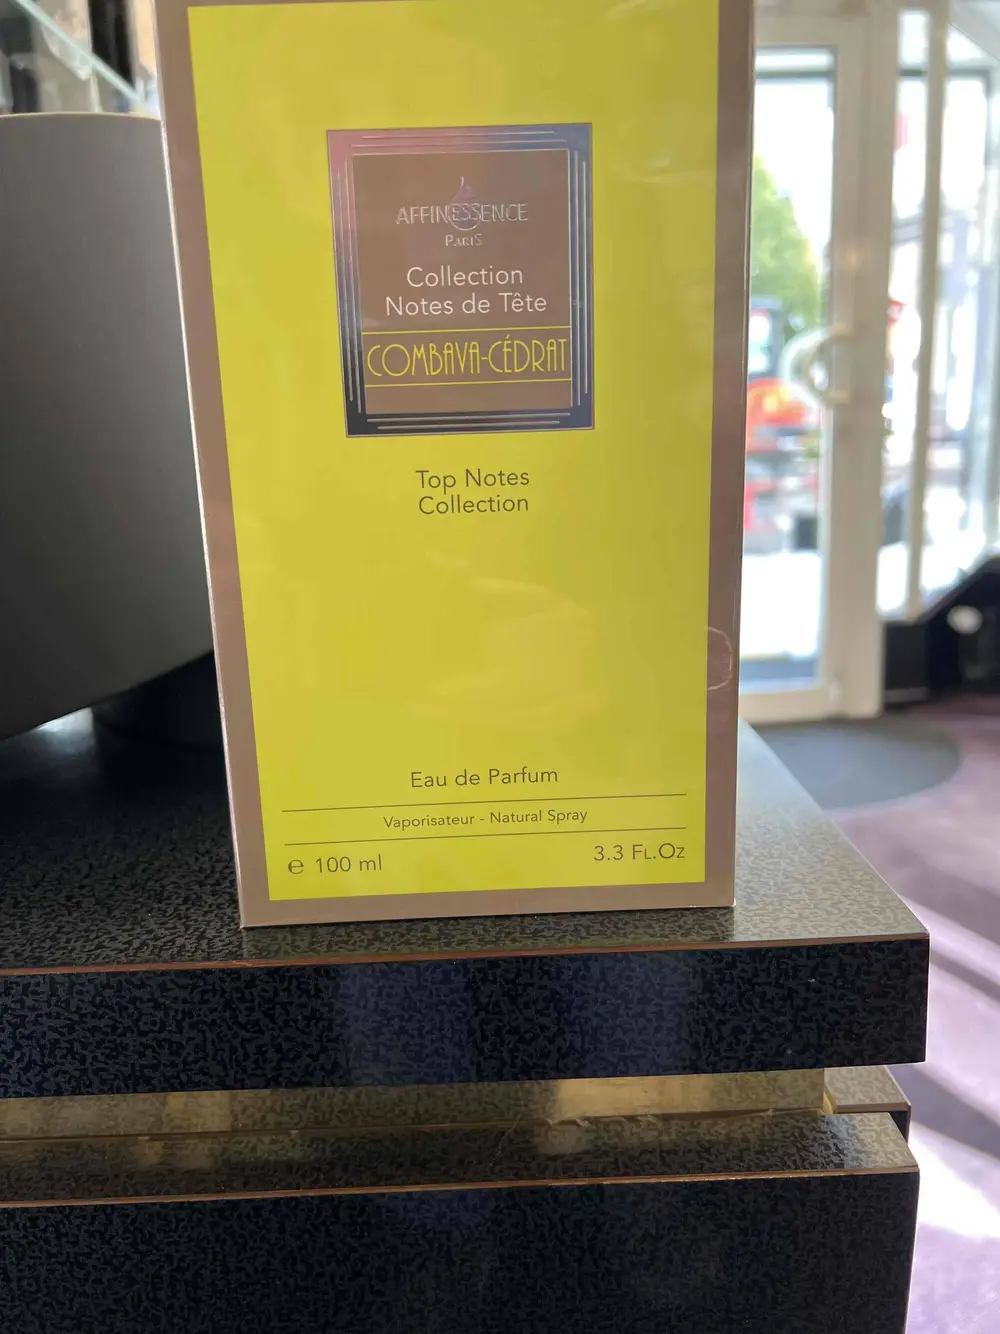 AFFINESSENCE
PARIS
Collection
Notes de Tête
COMBAVA-CÉDRAT
Top Notes
Collection
Eau de Parfum
Vaporisateur - Natural Spray
℮ 100 ml
3.3 FL.OZ